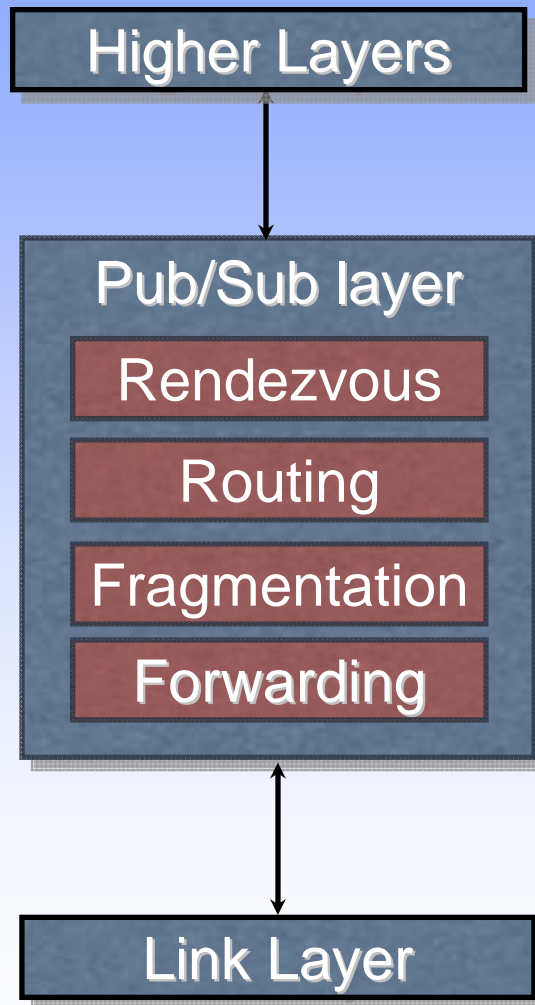 Higher Layers
Pub/Sub layer
Rendezvous
Routing
Fragmentation
Forwarding
Link Layer